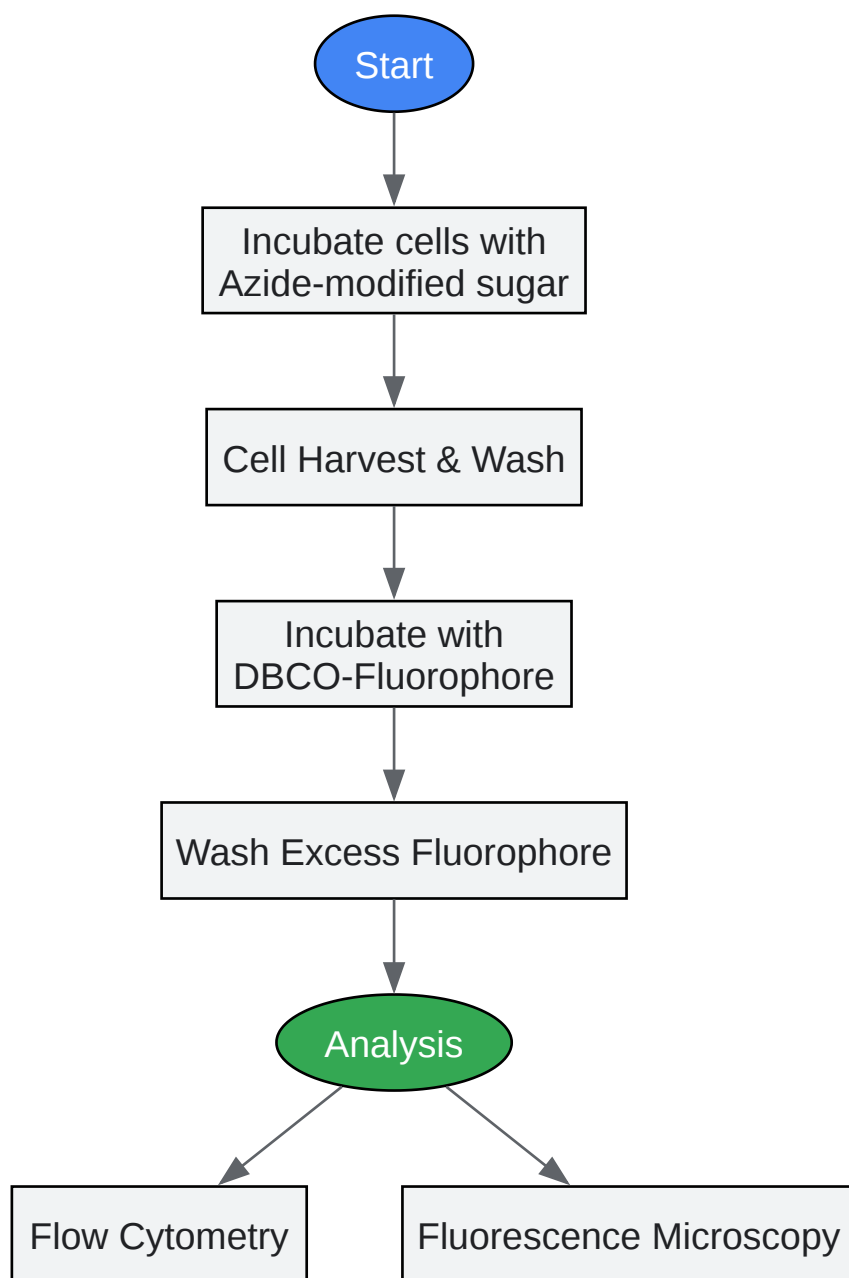 Start
Incubate cells with
Azide-modified sugar
Cell Harvest & Wash
Incubate with
DBCO-Fluorophore
Wash Excess Fluorophore
Analysis
Flow Cytometry
Fluorescence Microscopy